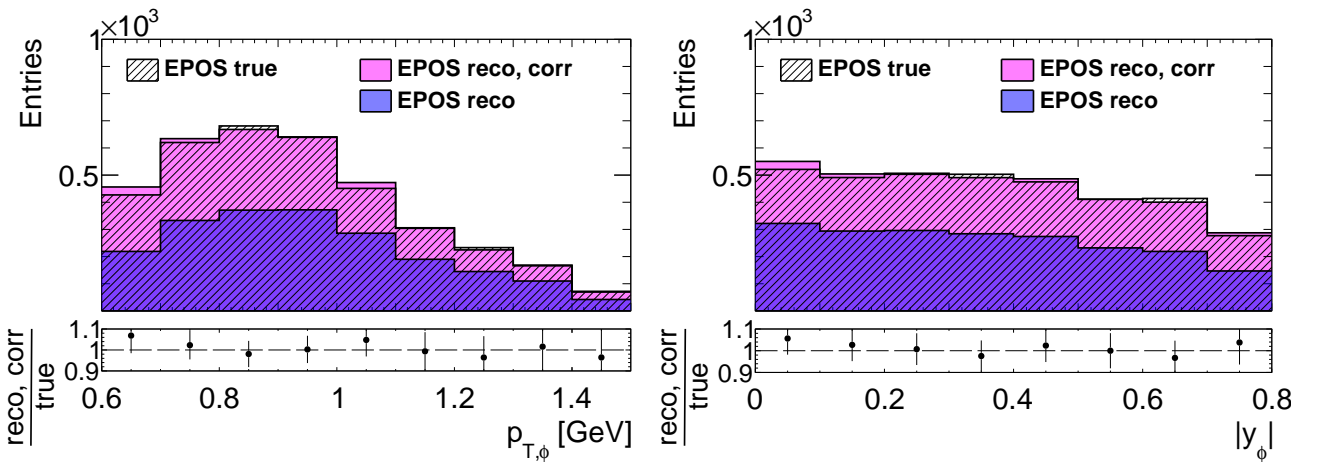 1×10³
Entries
EPOS true
EPOS reco, corr
EPOS reco
0.5
1.1
1
0.9
reco, corr
true
0.6 0.8 1 1.2 1.4
p_T,ϕ [GeV]
1×10³
Entries
EPOS true
EPOS reco, corr
EPOS reco
0.5
1.1
1
0.9
reco, corr
true
0 0.2 0.4 0.6 0.8
|y_ϕ|